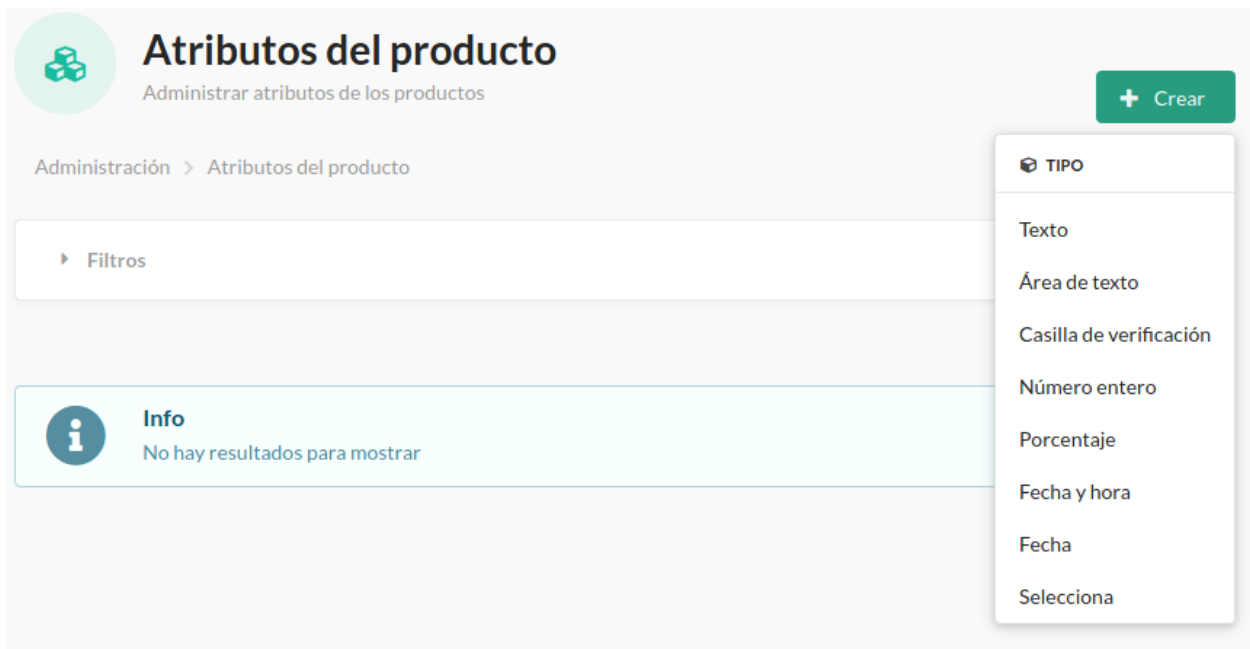 Atributos del producto
Administrar atributos de los productos
Crear
Administración > Atributos del producto
TIPO
Texto
Filtros
Área de texto
Casilla de verificación
Número entero
Info
No hay resultados para mostrar
Porcentaje
Fecha y hora
Fecha
Selecciona